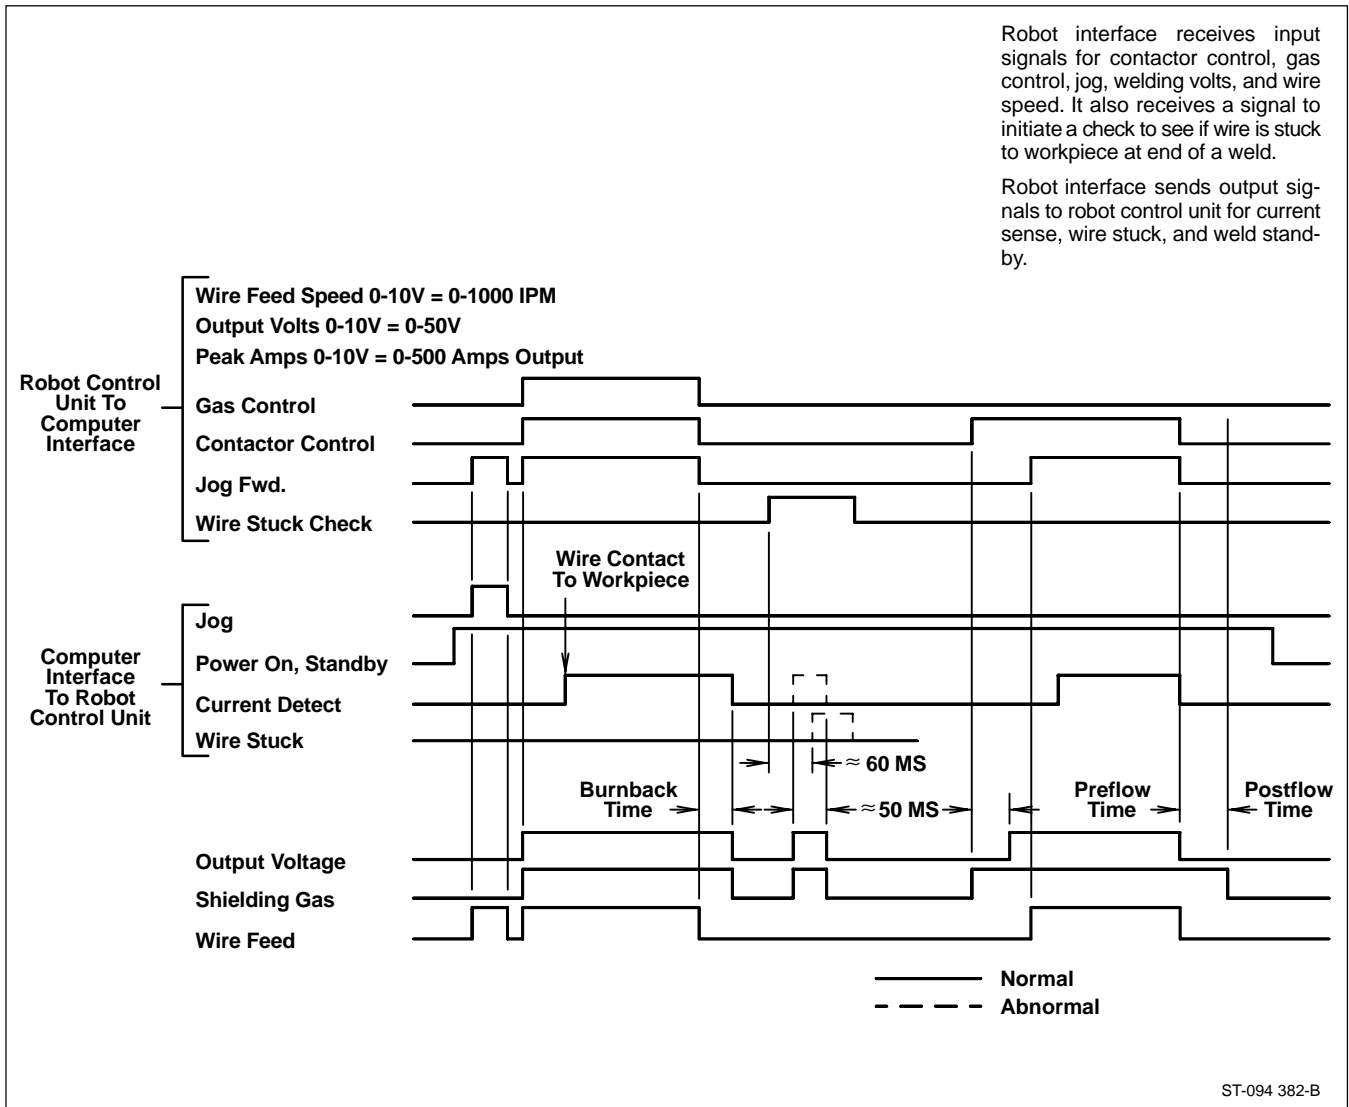 Robot interface receives input
signals for contactor control, gas
control, jog, welding volts, and wire
speed. It also receives a signal to
initiate a check to see if wire is stuck
to workpiece at end of a weld.
Robot interface sends output sig-
nals to robot control unit for current
sense, wire stuck, and weld stand-
by.
Robot Control
Unit To
Computer
Interface
Wire Feed Speed 0-10V = 0-1000 IPM
Output Volts 0-10V = 0-50V
Peak Amps 0-10V = 0-500 Amps Output
Gas Control
Contactor Control
Jog Fwd.
Wire Stuck Check
Wire Contact
To Workpiece
Computer
Interface
To Robot
Control Unit
Jog
Power On, Standby
Current Detect
Wire Stuck
≈ 60 MS
Burnback
Time
≈ 50 MS
Preflow
Time
Postflow
Time
Output Voltage
Shielding Gas
Wire Feed
Normal
Abnormal
ST-094 382-B